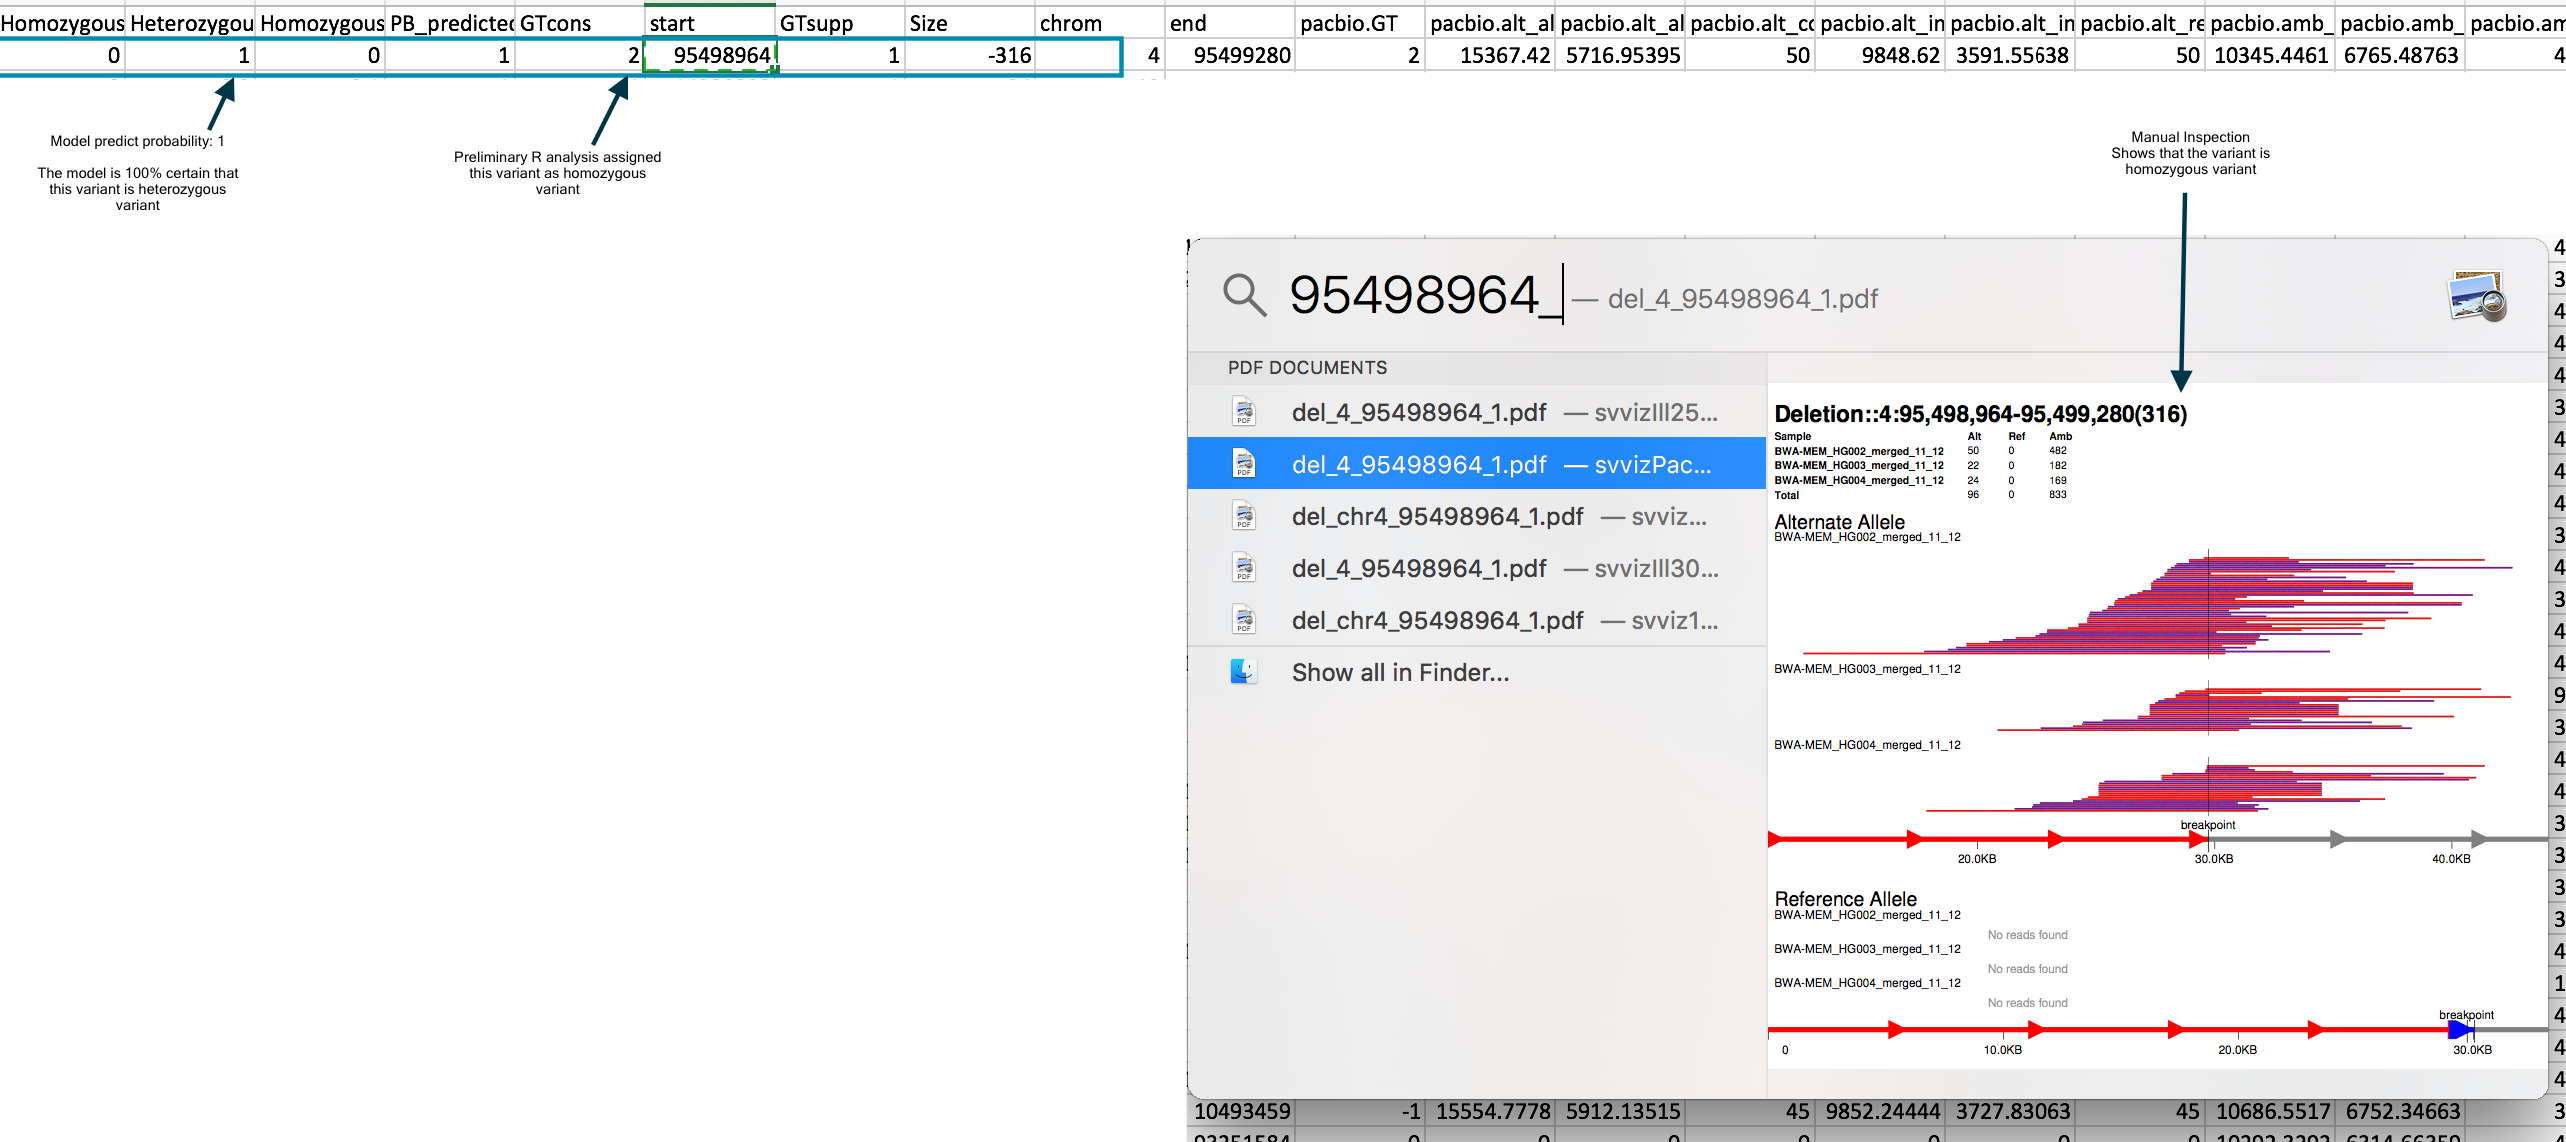 Homozygous Heterozygou Homozygous PB_predicted GTcons start GTsupp Size chrom end pacbio.GT pacbio.alt_al pacbio.alt_al pacbio.alt_co pacbio.alt_in pacbio.alt_in pacbio.alt_re pacbio.amb_ pacbio.amb_ pacbio.am
0 1 0 1 2 95498964 1 -316 4 95499280 2 15367.42 5716.95395 50 9848.62 3591.55638 50 10345.4461 6765.48763 4
Model predict probability: 1
The model is 100% certain that
this variant is heterozygous
variant
Preliminary R analysis assigned
this variant as homozygous
variant
Manual Inspection
Shows that the variant is
homozygous variant
95498964_ — del_4_95498964_1.pdf
PDF DOCUMENTS
del_4_95498964_1.pdf — svvizIll25...
del_4_95498964_1.pdf — svvizPac...
del_chr4_95498964_1.pdf — svviz...
del_4_95498964_1.pdf — svvizIll30...
del_chr4_95498964_1.pdf — svviz1...
Show all in Finder...
Deletion::4:95,498,964-95,499,280(316)
Sample Alt Ref Amb
BWA-MEM_HG002_merged_11_12 50 0 482
BWA-MEM_HG003_merged_11_12 22 0 182
BWA-MEM_HG004_merged_11_12 24 0 169
Total 96 0 833
Alternate Allele
BWA-MEM_HG002_merged_11_12
BWA-MEM_HG003_merged_11_12
BWA-MEM_HG004_merged_11_12
breakpoint
20.0KB 30.0KB 40.0KB
Reference Allele
BWA-MEM_HG002_merged_11_12
No reads found
BWA-MEM_HG003_merged_11_12
No reads found
BWA-MEM_HG004_merged_11_12
No reads found
breakpoint
0 10.0KB 20.0KB 30.0KB
4
3
4
4
4
3
4
4
4
3
4
3
4
4
9
3
4
4
3
3
3
3
4
1
4
4
4
10493459 -1 15554.7778 5912.13515 45 9852.24444 3727.83063 45 10686.5517 6752.34663 3